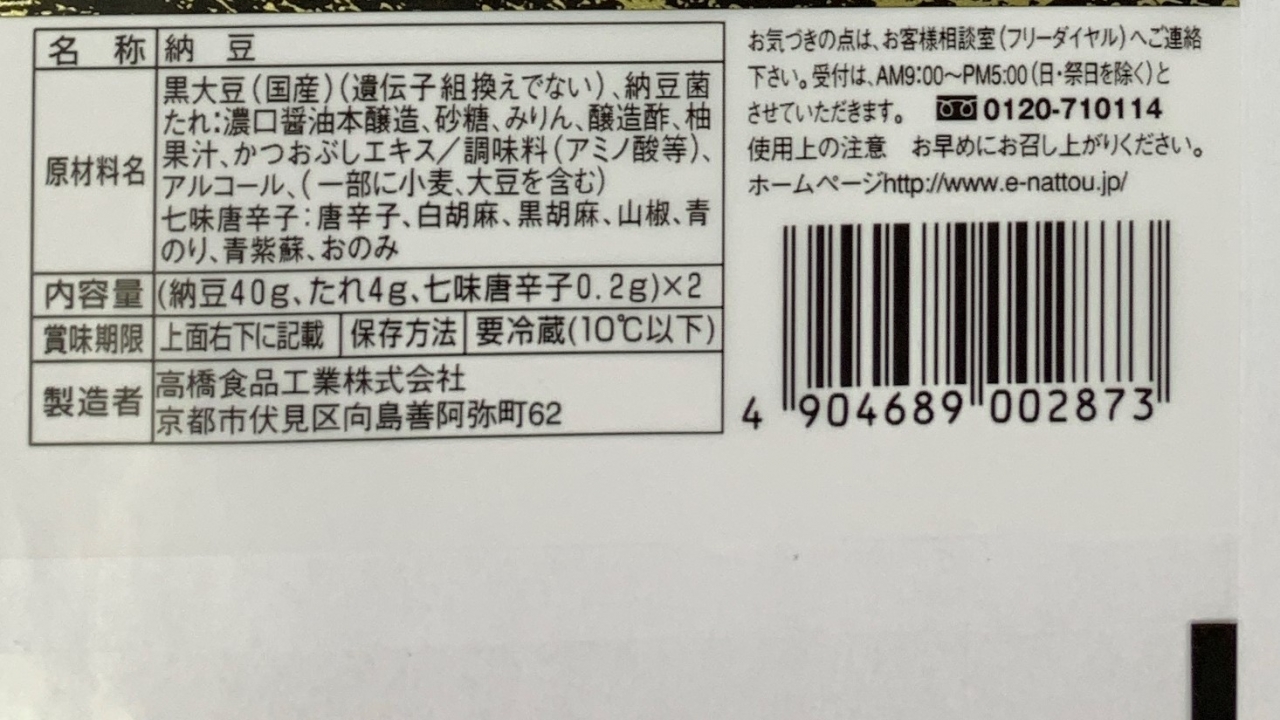 名 称 納 豆
原材料名 黒大豆(国産)(遺伝子組換えでない)、納豆菌
たれ:濃口醤油本醸造、砂糖、みりん、醸造酢、柚
果汁、かつおぶしエキス/調味料(アミノ酸等)、
アルコール、(一部に小麦、大豆を含む)
七味唐辛子:唐辛子、白胡麻、黒胡麻、山椒、青
のり、青紫蘇、おのみ
内容量 (納豆40g、たれ4g、七味唐辛子0.2g)×2
賞味期限 上面右下に記載 保存方法 要冷蔵(10℃以下)
製造者 高橋食品工業株式会社
京都市伏見区向島善阿弥町62
お気づきの点は、お客様相談室(フリーダイヤル)へご連絡
下さい。受付は、AM9:00〜PM5:00(日・祭日を除く)と
させていただきます。 0120-710114
使用上の注意 お早めにお召し上がりください。
ホームページhttp://www.e-nattou.jp/
4 904689 002873